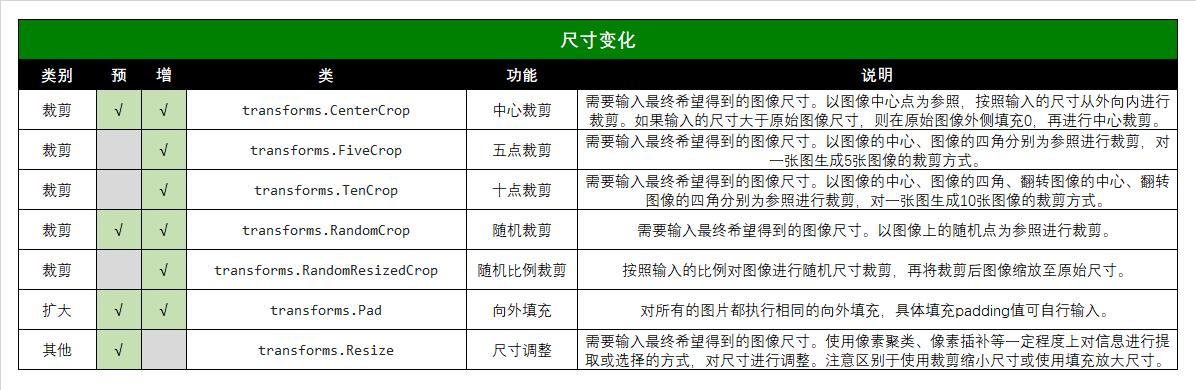 尺寸变化
类别 预 增 类 功能 说明
裁剪 √ √ transforms.CenterCrop 中心裁剪 需要输入最终希望得到的图像尺寸。以图像中心点为参照，按照输入的尺寸从外向内进行
裁剪。如果输入的尺寸大于原始图像尺寸，则在原始图像外侧填充0，再进行中心裁剪。
裁剪 √ transforms.FiveCrop 五点裁剪 需要输入最终希望得到的图像尺寸。以图像的中心、图像的四角分别为参照进行裁剪，对
一张图生成5张图像的裁剪方式。
裁剪 √ transforms.TenCrop 十点裁剪 需要输入最终希望得到的图像尺寸。以图像的中心、图像的四角、翻转图像的中心、翻转
图像的四角分别为参照进行裁剪，对一张图生成10张图像的裁剪方式。
裁剪 √ √ transforms.RandomCrop 随机裁剪 需要输入最终希望得到的图像尺寸。以图像上的随机点为参照进行裁剪。
裁剪 √ transforms.RandomResizedCrop 随机比例裁剪 按照输入的比例对图像进行随机尺寸裁剪，再将裁剪后图像缩放至原始尺寸。
扩大 √ √ transforms.Pad 向外填充 对所有的图片都执行相同的向外填充，具体填充padding值可自行输入。
其他 √ transforms.Resize 尺寸调整 需要输入最终希望得到的图像尺寸。使用像素聚类、像素插补等一定程度上对信息进行提
取或选择的方式，对尺寸进行调整。注意区别于使用裁剪缩小尺寸或使用填充放大尺寸。